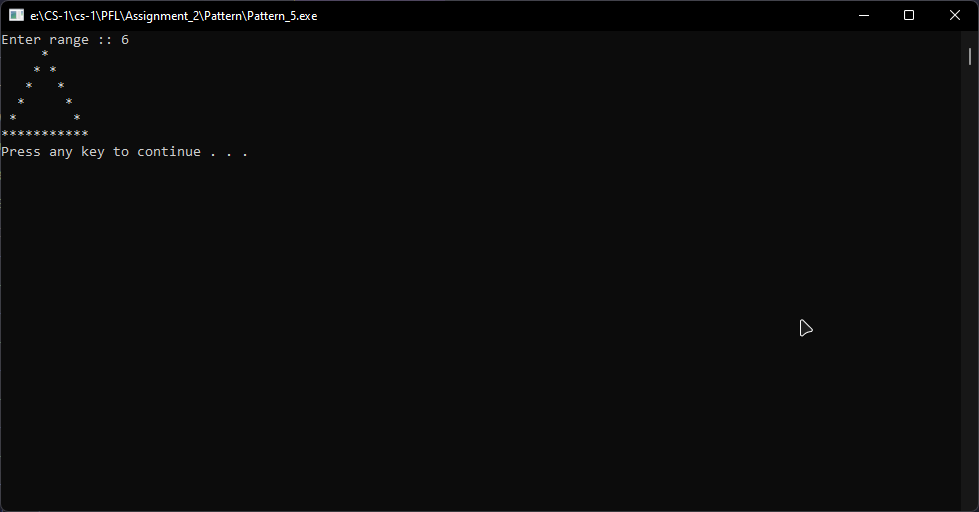 e:\CS-1\cs-1\PFL\Assignment_2\Pattern\Pattern_5.exe
Enter range :: 6
     *
    * *
   *   *
  *     *
 *       *
***********
Press any key to continue . . .